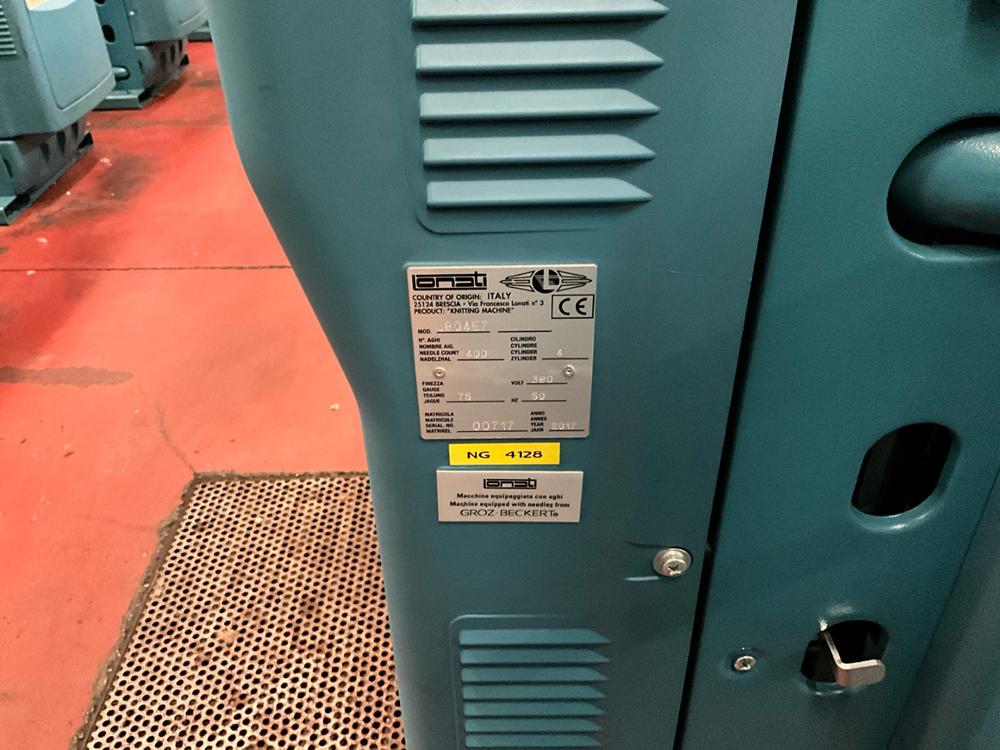 Lonati
L
COUNTRY OF ORIGIN: ITALY
25124 BRESCIA - Via Francesco Lonati n° 3
PRODUCT: "KNITTING MACHINE"
CE
MOD.
N°. AGHI
NOMBRE AIG.
NEEDLE COUNT 400
NADELZHAL
CILINDRO
CYLINDRE
CYLINDER 4
ZYLINDER
FINEZZA
GAUGE
TEILUNG
JAUGE 75
VOLT 380
HZ 50
MATRICOLA
MATRICULE
SERIAL. NO. 00717
MATRIKEL
ANNO
ANNEE
YEAR 2017
JAHR
NG 4128
Lonati
Macchina equipaggiata con aghi
Machine equipped with needles from
GROZ-BECKERT®